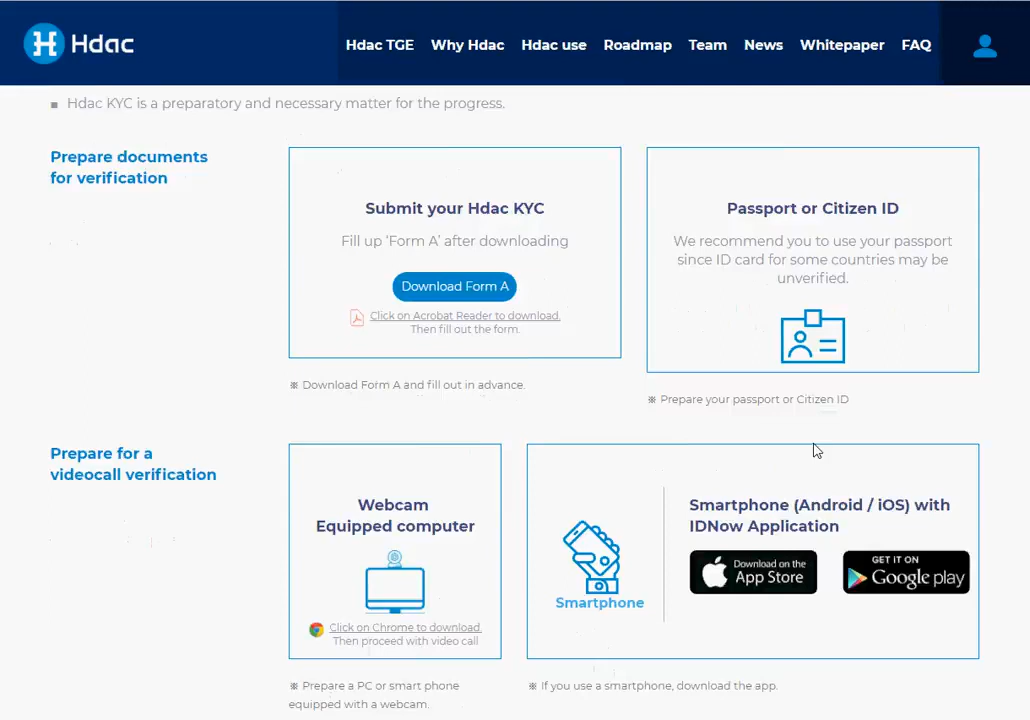 Hdac
Hdac TGE Why Hdac Hdac use Roadmap Team News Whitepaper FAQ
■ Hdac KYC is a preparatory and necessary matter for the progress.
Prepare documents
for verification
Submit your Hdac KYC
Fill up ‘Form A’ after downloading
Download Form A
Click on Acrobat Reader to download.
Then fill out the form.
※ Download Form A and fill out in advance.
Passport or Citizen ID
We recommend you to use your passport
since ID card for some countries may be
unverified.
※ Prepare your passport or Citizen ID
Prepare for a
videocall verification
Webcam
Equipped computer
Click on Chrome to download.
Then proceed with video call
※ Prepare a PC or smart phone
equipped with a webcam.
Smartphone
Smartphone (Android / iOS) with
IDNow Application
Download on the
App Store
GET IT ON
Google play
※ If you use a smartphone, download the app.